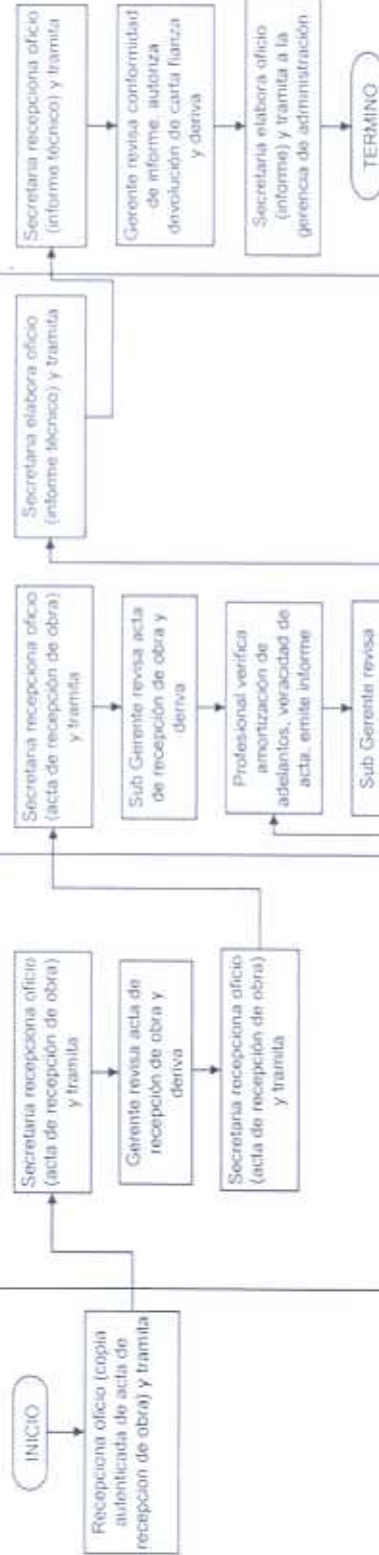 INICIO
Recepciona oficio (copia
autenticada de acta de
recepcion de obra) y tramita
Secretaria recepciona oficio
(acta de recepción de obra)
y tramita
Gerente revisa acta de
recepción de obra y
deriva
Secretaria recepciona oficio
(acta de recepción de obra)
y tramita
Secretaria recepciona oficio
(acta de recepción de obra)
y tramita
Sub Gerente revisa acta
de recepción de obra y
deriva
Profesional verifica
amortización de
adelantos, veracidad de
acta, emite informe
Sub Gerente revisa
Secretaria elabora oficio
(informe técnico) y tramita
Secretaria recepciona oficio
(informe técnico) y tramita
Gerente revisa conformidad
de informe, autoriza
devolución de carta fianza
y deriva
Secretaria elabora oficio
(informe) y tramita a la
gerencia de administración
TERMINO